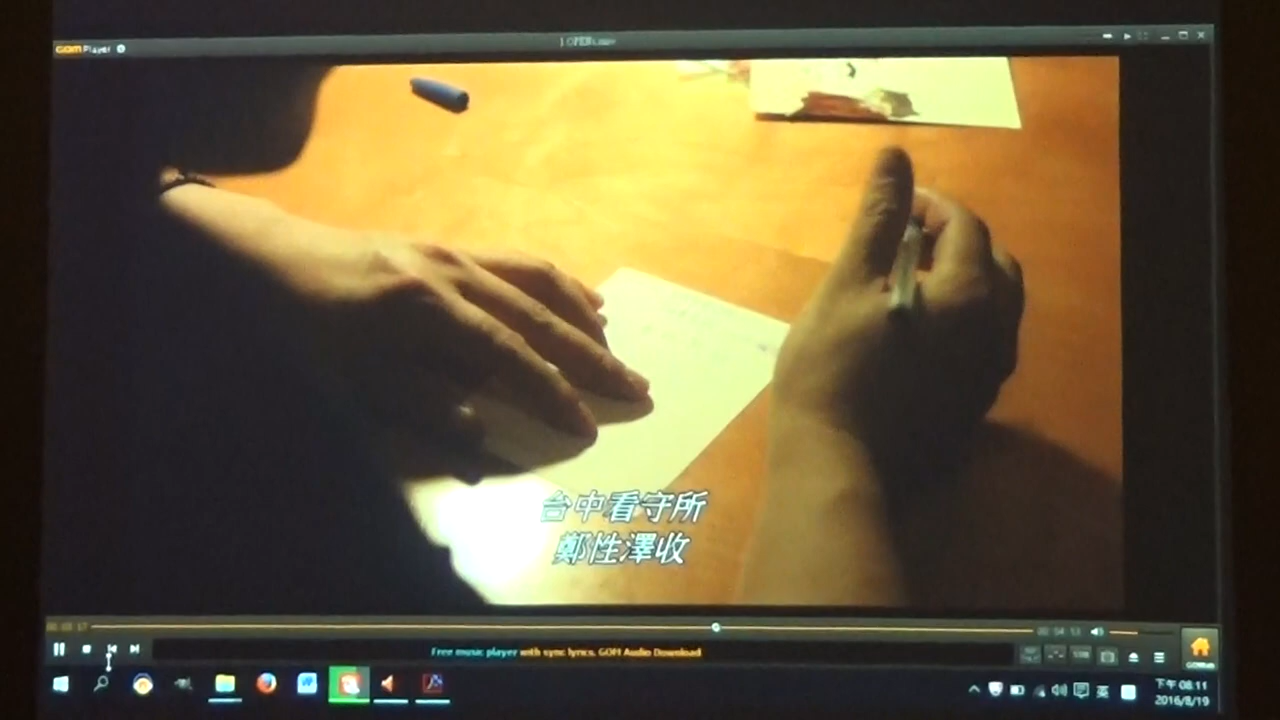 GOM Player
台中看守所
鄭性澤收
Free music player with sync lyrics. GOM Audio Download
英
下午 08:11
2016/8/19